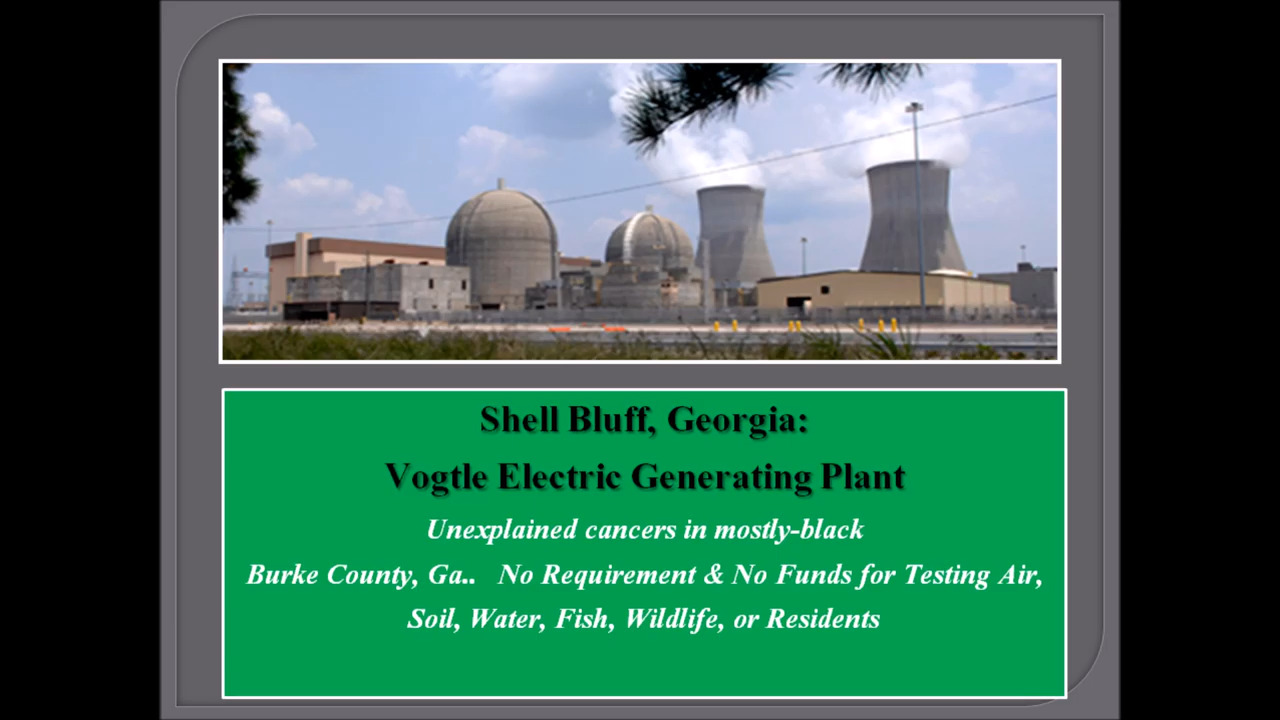 Shell Bluff, Georgia:
Vogtle Electric Generating Plant
Unexplained cancers in mostly-black
Burke County, Ga.. No Requirement & No Funds for Testing Air,
Soil, Water, Fish, Wildlife, or Residents